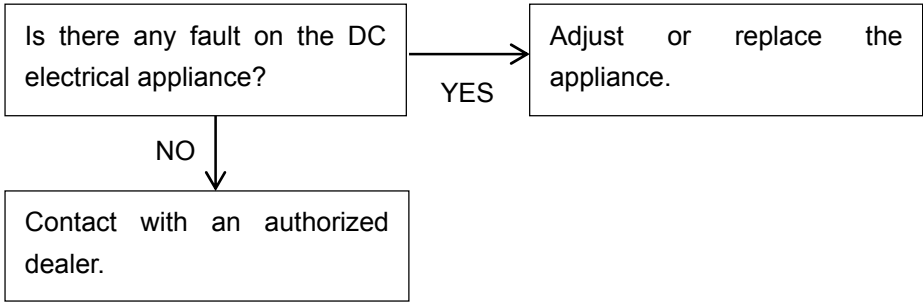 Is there any fault on the DC
electrical appliance?
YES
Adjust or replace the
appliance.
NO
Contact with an authorized
dealer.